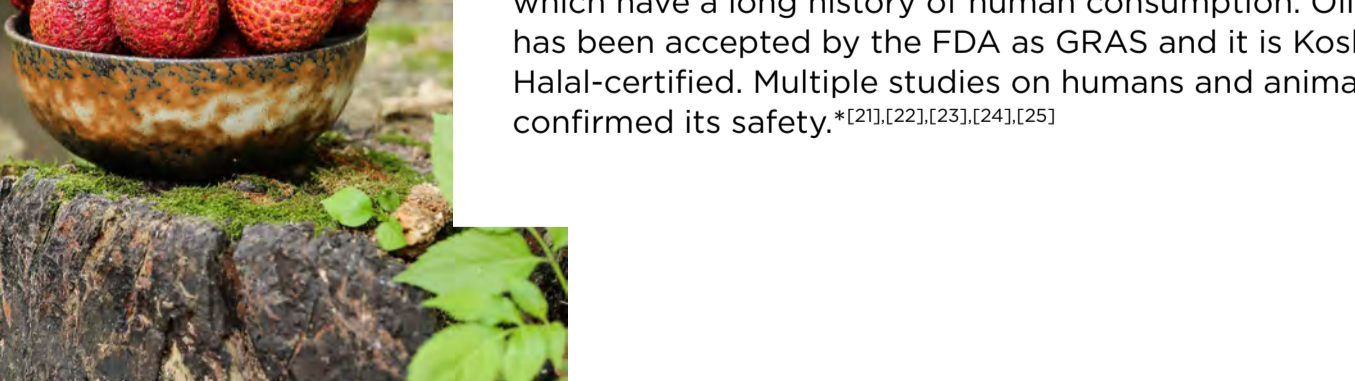 which have a long history of human consumption.
has been accepted by the FDA as GRAS and it is
Halal-certified. Multiple studies on humans and
confirmed its safety.*[21],[22],[23],[24],[25]